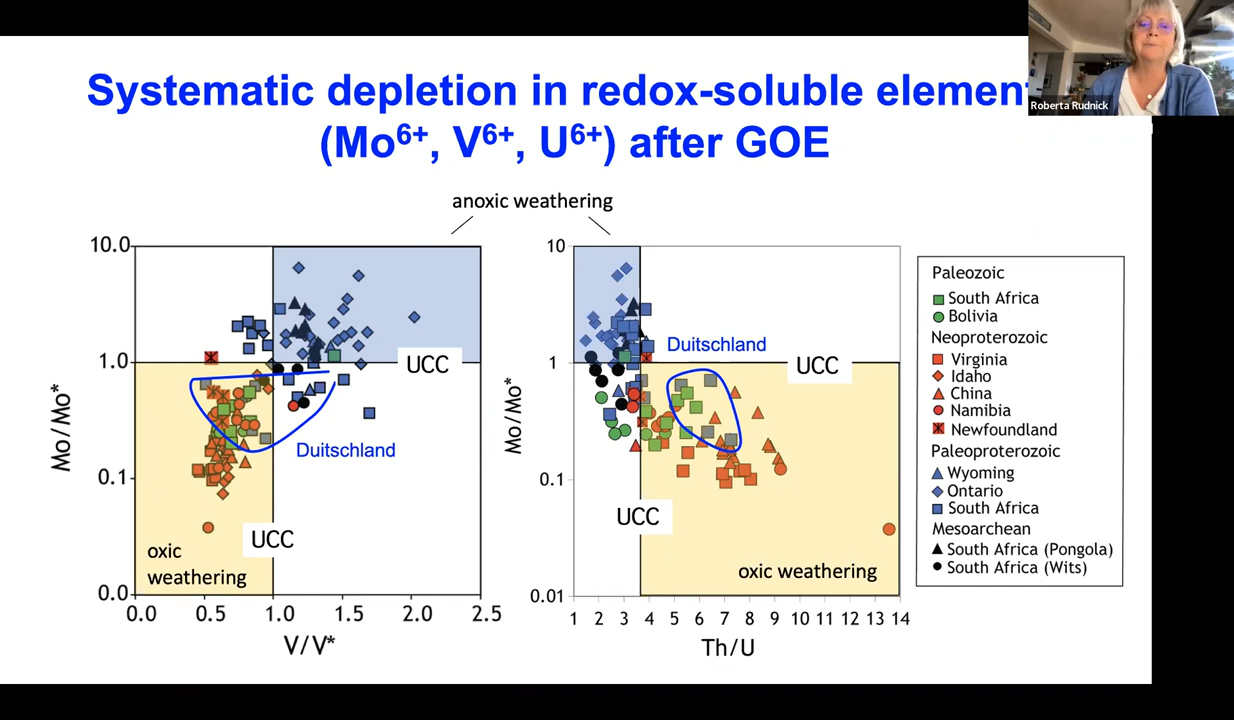 Systematic depletion in redox-soluble element
(Mo6+, V6+, U6+) after GOE
Roberta Rudnick
anoxic weathering
10.0
1.0
0.1
0.0
Mo/Mo*
UCC
Duitschland
UCC
oxic
weathering
0.0 0.5 1.0 1.5 2.0 2.5
V/V*
10
1
0.1
0.01
Mo/Mo*
Duitschland
UCC
UCC
oxic weathering
1 2 3 4 5 6 7 8 9 10 11 12 13 14
Th/U
Paleozoic
South Africa
Bolivia
Neoproterozoic
Virginia
Idaho
China
Namibia
Newfoundland
Paleoproterozoic
Wyoming
Ontario
South Africa
Mesoarchean
South Africa (Pongola)
South Africa (Wits)